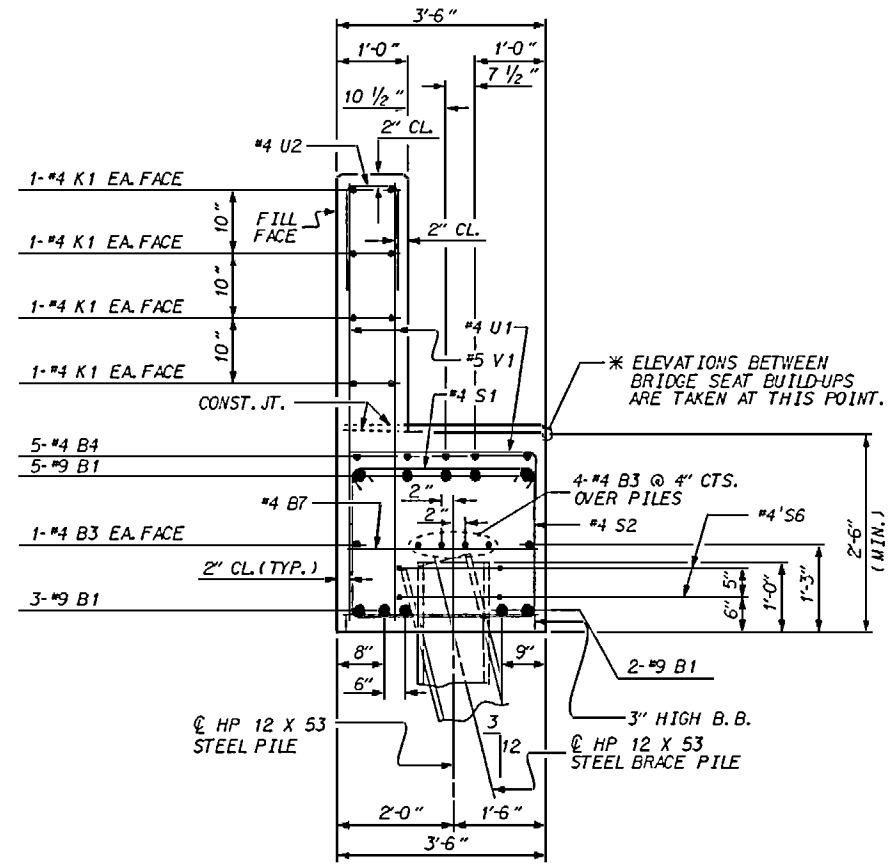 3'-6"
1'-0"
1'-0"
7 1/2 "
10 1/2 "
2" CL.
#4 U2
1-#4 K1 EA. FACE
FILL
FACE
10"
2" CL.
1-#4 K1 EA. FACE
10"
1-#4 K1 EA. FACE
10"
#4 U1
#5 V1
1-#4 K1 EA. FACE
#4 S1
* ELEVATIONS BETWEEN
BRIDGE SEAT BUILD-UPS
ARE TAKEN AT THIS POINT.
CONST. JT.
5-#4 B4
5-#9 B1
4-#4 B3 @ 4" CTS.
OVER PILES
2"
#4 B7
2"
#4 S2
#4 S6
2'-6"
(MIN.)
1-#4 B3 EA. FACE
2" CL. (TYP.)
5"
1'-0"
1'-3"
6"
3-#9 B1
8"
9"
6"
2-#9 B1
3" HIGH B.B.
℄ HP 12 X 53
STEEL PILE
3
12
℄ HP 12 X 53
STEEL BRACE PILE
2'-0"
1'-6"
3'-6"